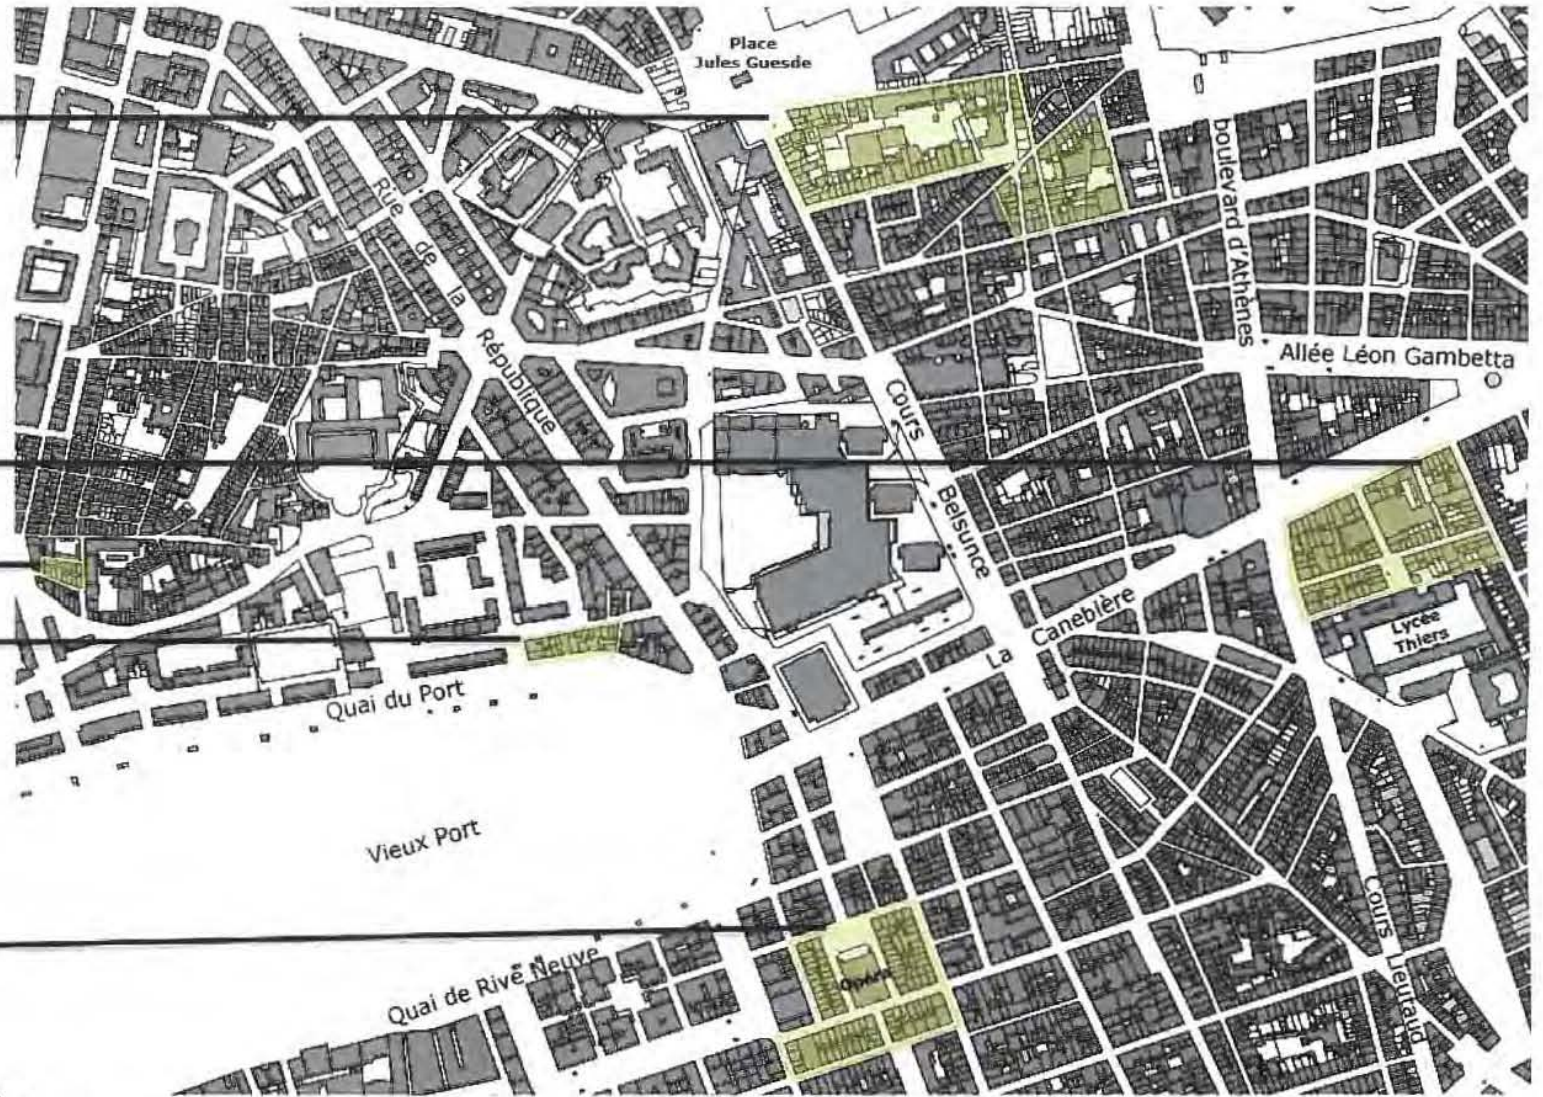 Place
Jules Guesde
Rue de la République
boulevard d'Athènes
Allée Léon Gambetta
Cours Belsunce
La Canebière
Lycée
Thiers
Quai du Port
Vieux Port
Opéra
Quai de Rive Neuve
Cours Lieutaud